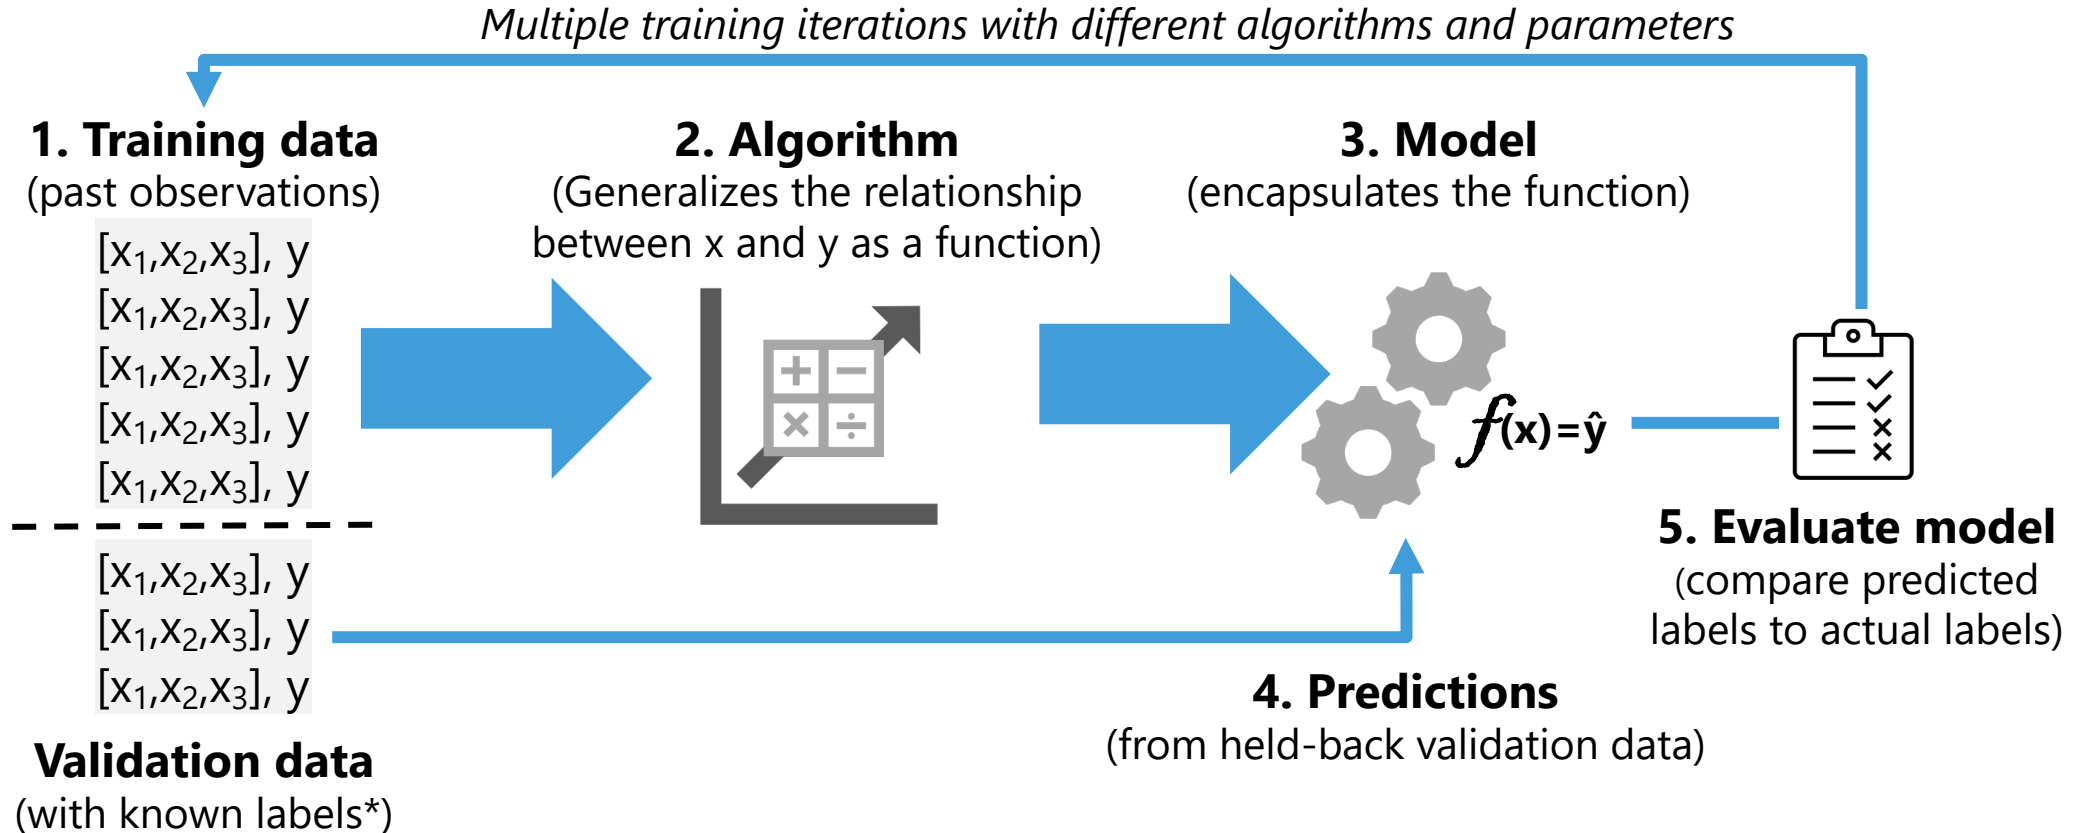 Multiple training iterations with different algorithms and parameters
1. Training data
(past observations)
[x₁,x₂,x₃], y
[x₁,x₂,x₃], y
[x₁,x₂,x₃], y
[x₁,x₂,x₃], y
[x₁,x₂,x₃], y
[x₁,x₂,x₃], y
[x₁,x₂,x₃], y
[x₁,x₂,x₃], y
Validation data
(with known labels*)
2. Algorithm
(Generalizes the relationship
between x and y as a function)
+ −
× ÷
3. Model
(encapsulates the function)
f(x)=ŷ
4. Predictions
(from held-back validation data)
5. Evaluate model
(compare predicted
labels to actual labels)